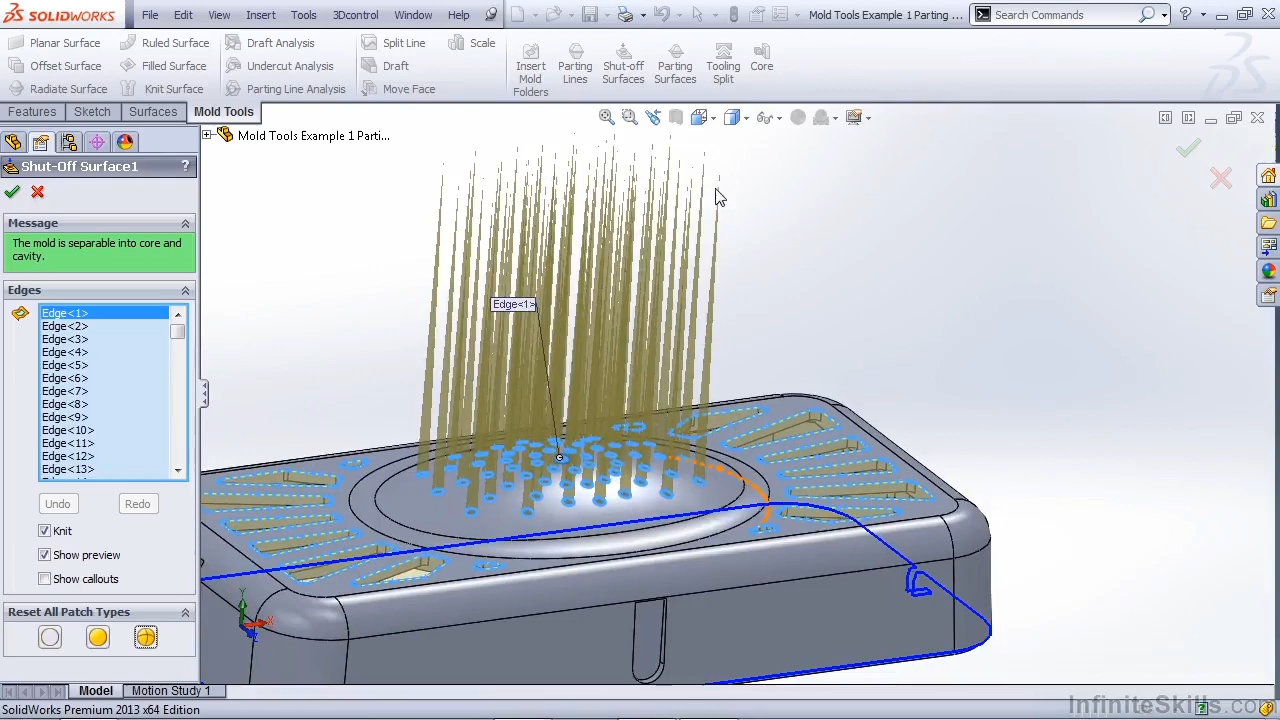 SOLIDWORKS File Edit View Insert Tools 3Dcontrol Window Help Mold Tools Example 1 Parting ... Search Commands
Planar Surface Ruled Surface Draft Analysis Split Line Scale
Offset Surface Filled Surface Undercut Analysis Draft
Radiate Surface Knit Surface Parting Line Analysis Move Face
Insert Mold Folders Parting Lines Shut-off Surfaces Parting Surfaces Tooling Split Core
Features Sketch Surfaces Mold Tools
Mold Tools Example 1 Parti...
Shut-Off Surface1 ?
Message
The mold is separable into core and
cavity.
Edges
Edge<1>
Edge<2>
Edge<3>
Edge<4>
Edge<5>
Edge<6>
Edge<7>
Edge<8>
Edge<9>
Edge<10>
Edge<11>
Edge<12>
Edge<13>
Undo Redo
Knit
Show preview
Show callouts
Reset All Patch Types
Edge<1>
Y
X
Z
Model Motion Study 1
SolidWorks Premium 2013 x64 Edition
InfiniteSkills.com